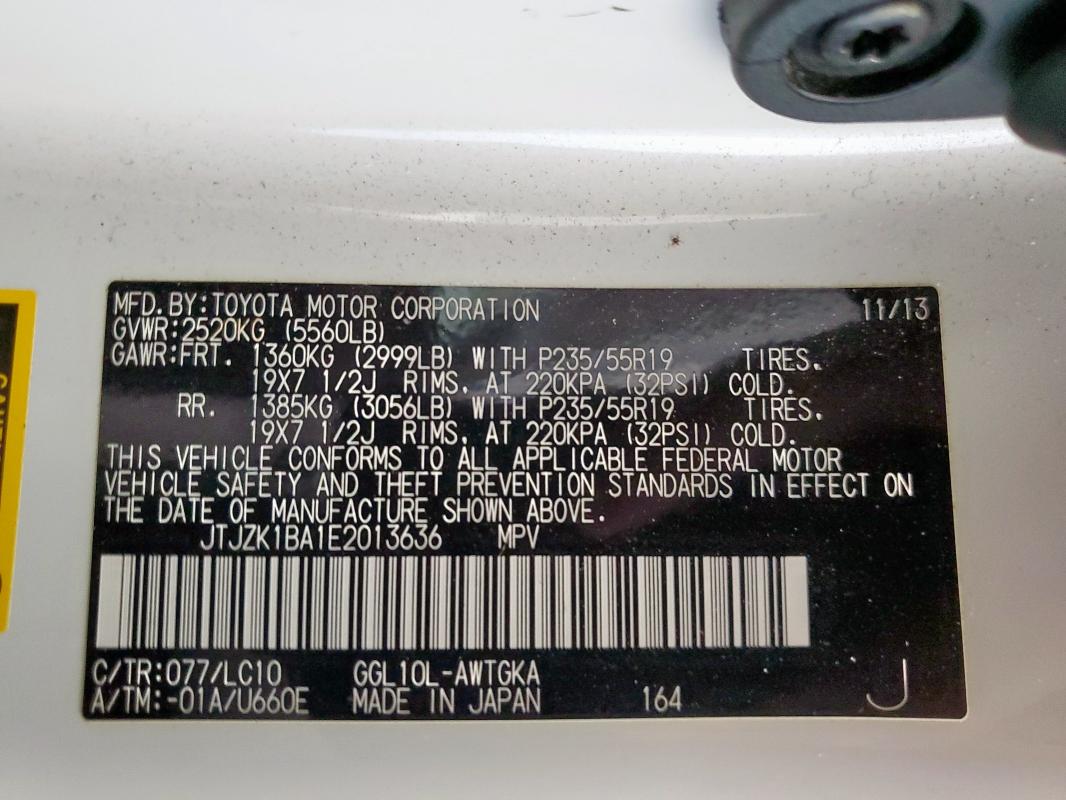 MFD.BY:TOYOTA MOTOR CORPORATION 11/13
GVWR:2520KG (5560LB)
GAWR:FRT. 1360KG (2999LB) WITH P235/55R19 TIRES,
19X7 1/2J RIMS, AT 220KPA (32PSI) COLD.
RR. 1385KG (3056LB) WITH P235/55R19 TIRES,
19X7 1/2J RIMS, AT 220KPA (32PSI) COLD.
THIS VEHICLE CONFORMS TO ALL APPLICABLE FEDERAL MOTOR
VEHICLE SAFETY AND THEFT PREVENTION STANDARDS IN EFFECT ON
THE DATE OF MANUFACTURE SHOWN ABOVE.
JTJZK1BA1E2013636 MPV
C/TR:077/LC10 GGL10L-AWTGKA
A/TM:-01A/U660E MADE IN JAPAN 164 J